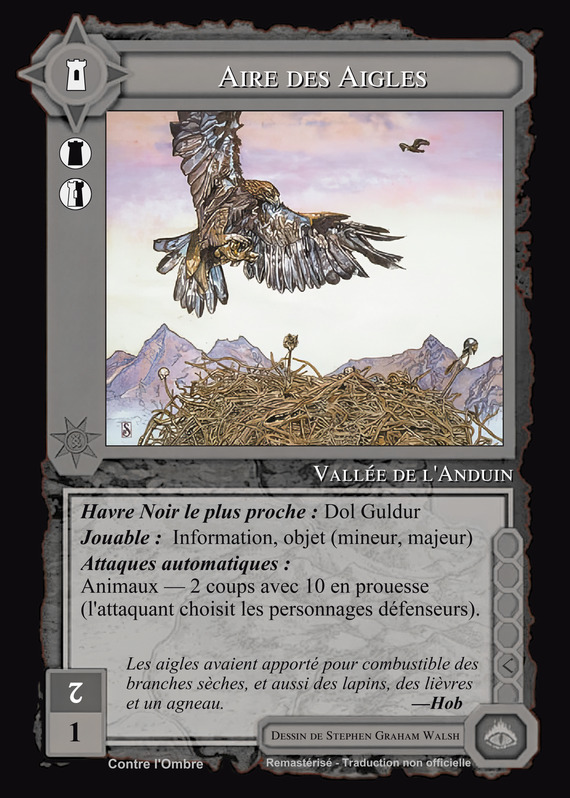 Aire des Aigles
S
Vallée de l'Anduin
Havre Noir le plus proche : Dol Guldur
Jouable : Information, objet (mineur, majeur)
Attaques automatiques :
Animaux — 2 coups avec 10 en prouesse
(l'attaquant choisit les personnages défenseurs).
Les aigles avaient apporté pour combustible des
branches sèches, et aussi des lapins, des lièvres
et un agneau. —Hob
2
1
Dessin de Stephen Graham Walsh
Contre l'Ombre
Remastérisé - Traduction non officielle